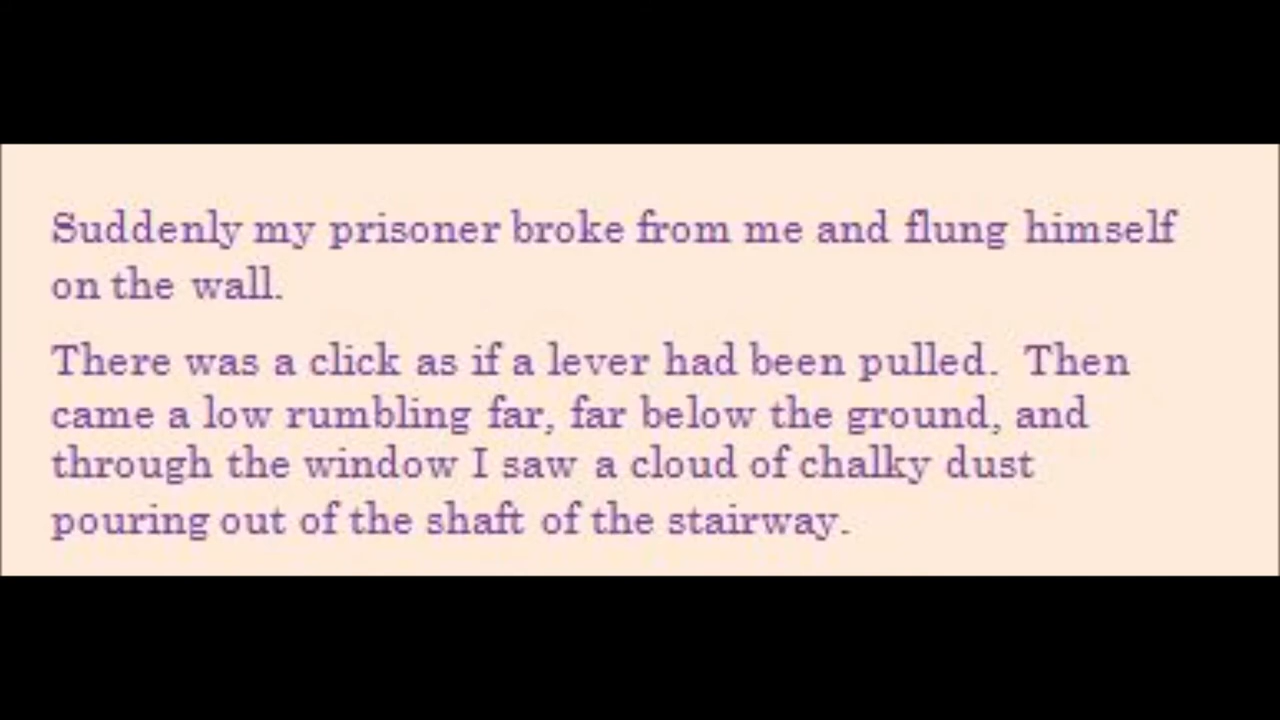 Suddenly my prisoner broke from me and flung himself
on the wall.
There was a click as if a lever had been pulled.  Then
came a low rumbling far, far below the ground, and
through the window I saw a cloud of chalky dust
pouring out of the shaft of the stairway.